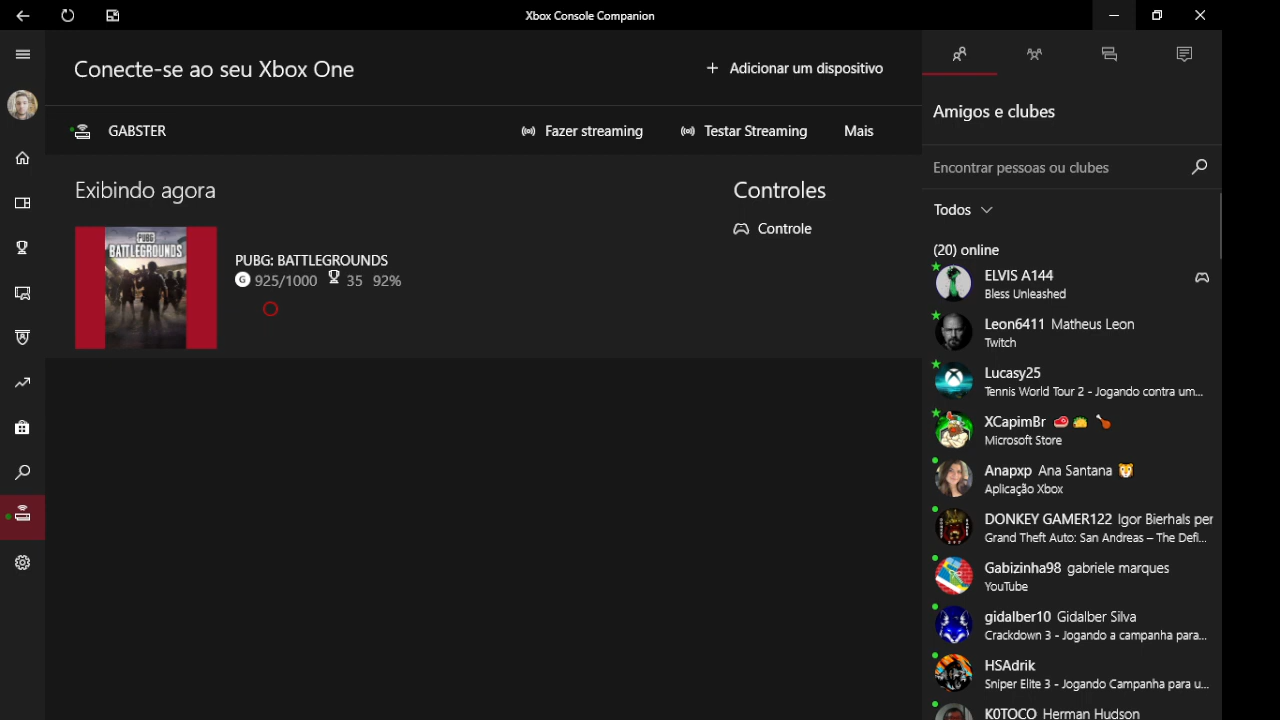 Xbox Console Companion
Conecte-se ao seu Xbox One
Adicionar um dispositivo
GABSTER
Fazer streaming
Testar Streaming
Mais
Exibindo agora
PUBG
BATTLEGROUNDS
PUBG: BATTLEGROUNDS
G 925/1000 35 92%
Controles
Controle
Amigos e clubes
Encontrar pessoas ou clubes
Todos
(20) online
ELVIS A144
Bless Unleashed
Leon6411 Matheus Leon
Twitch
Lucasy25
Tennis World Tour 2 - Jogando contra um...
XCapimBr 🥩🌮🍗
Microsoft Store
Anapxp Ana Santana 🦁
Aplicação Xbox
DONKEY GAMER122 Igor Bierhals per
Grand Theft Auto: San Andreas – The Defi...
Gabizinha98 gabriele marques
YouTube
gidalber10 Gidalber Silva
Crackdown 3 - Jogando a campanha para...
HSAdrik
Sniper Elite 3 - Jogando Campanha para u...
K0TOCO Herman Hudson